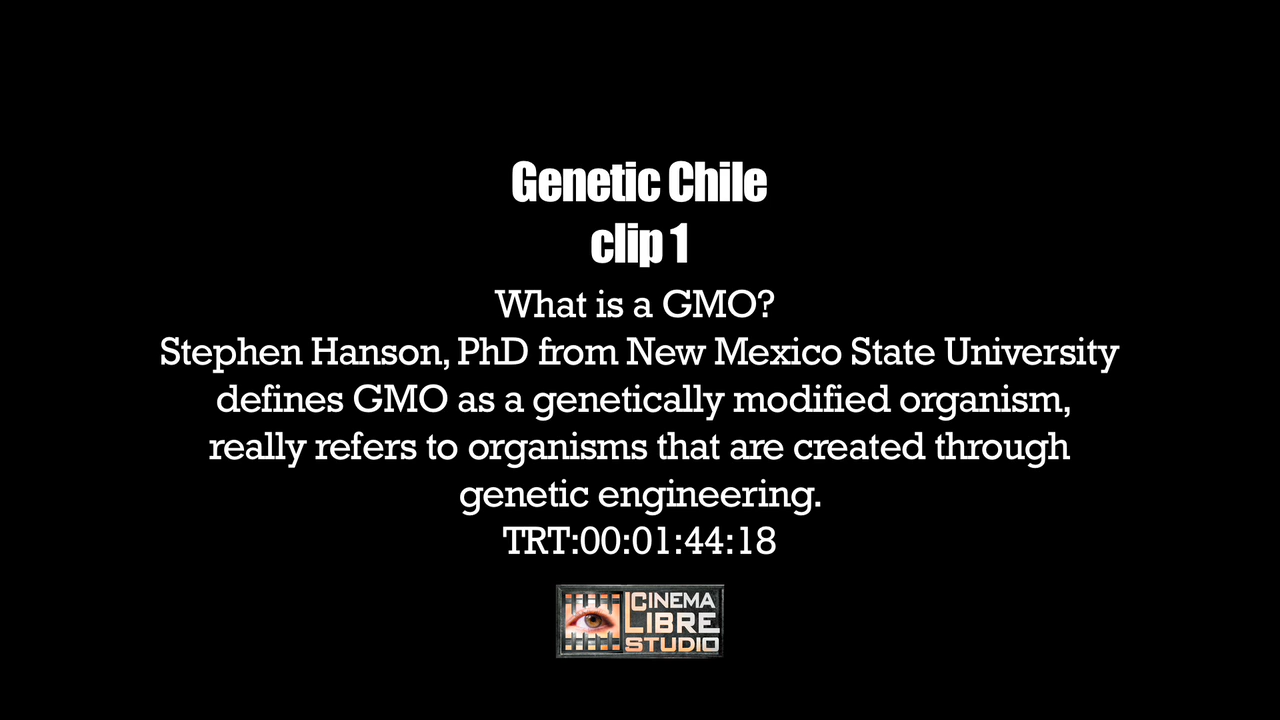 Genetic Chile
clip 1
What is a GMO?
Stephen Hanson, PhD from New Mexico State University
defines GMO as a genetically modified organism,
really refers to organisms that are created through
genetic engineering.
TRT:00:01:44:18
CINEMA
LIBRE
STUDIO